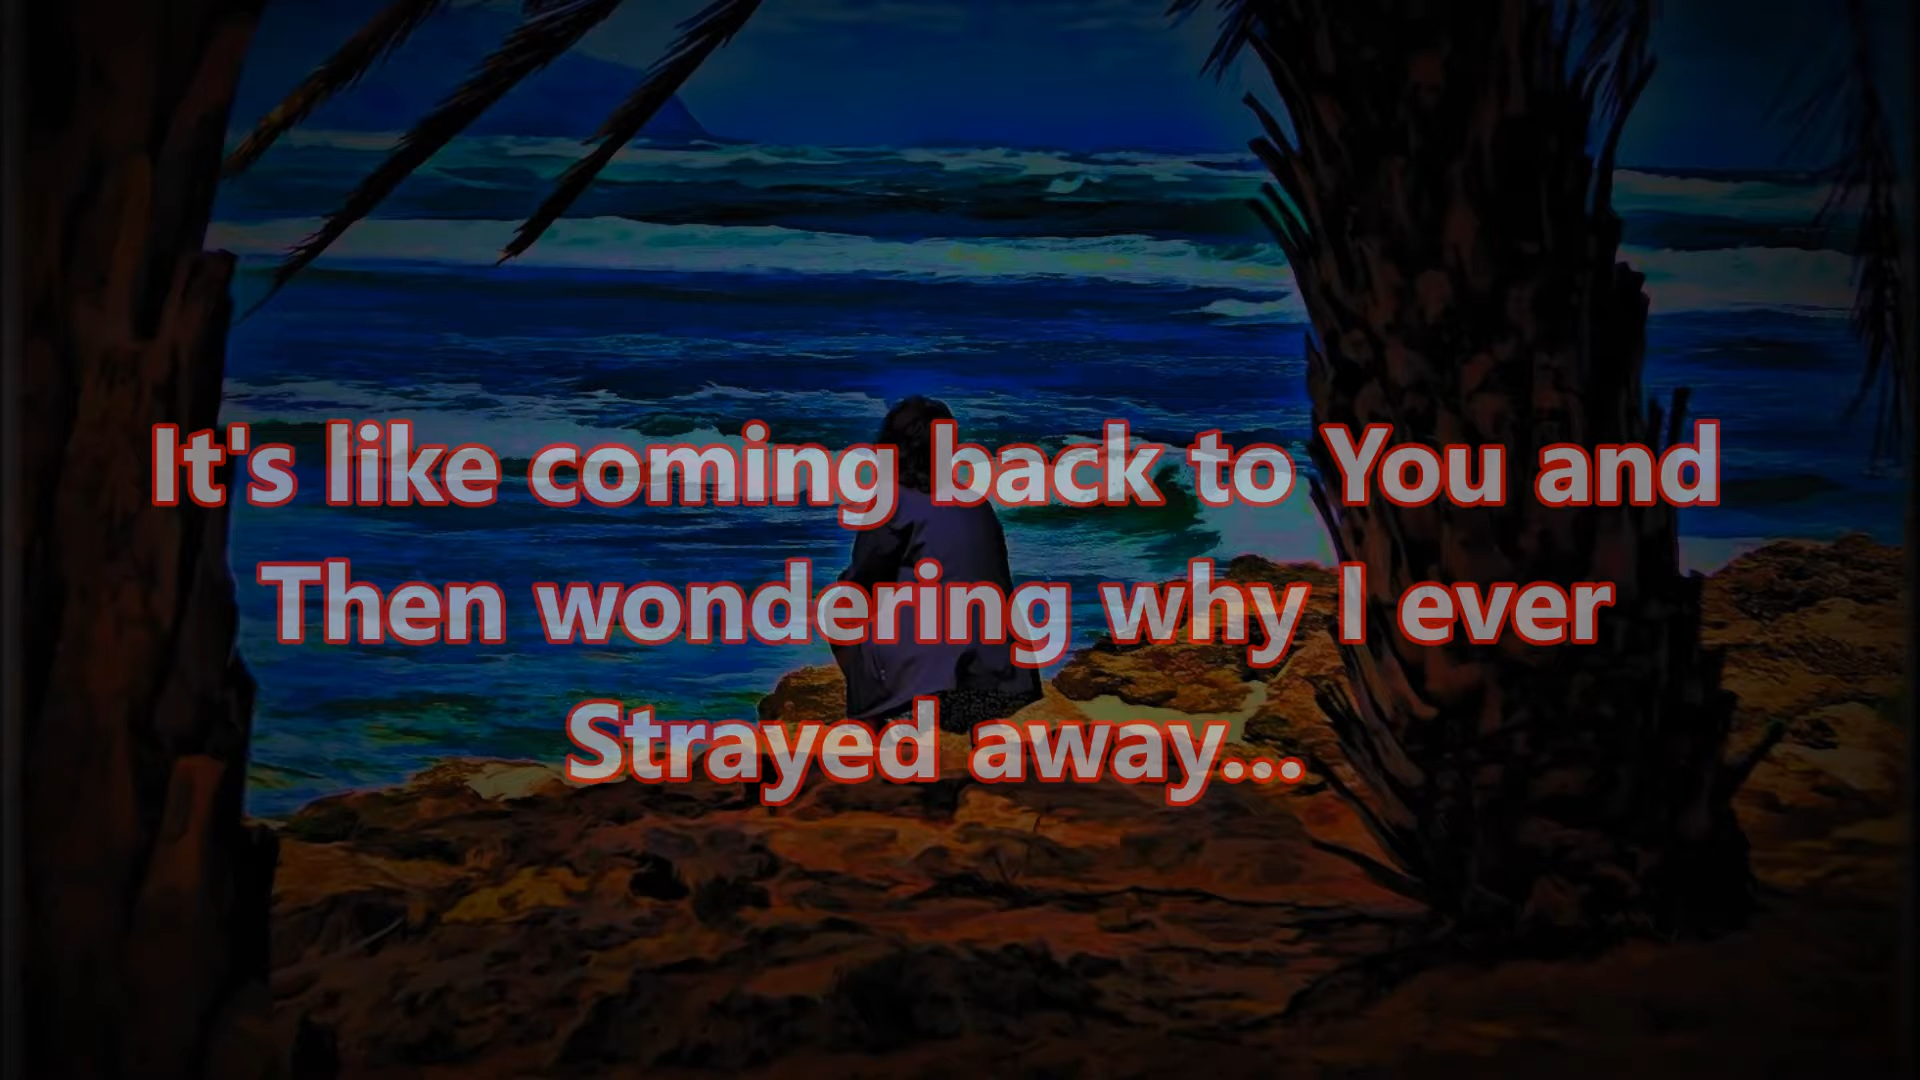 It's like coming back to You and
Then wondering why I ever
Strayed away...